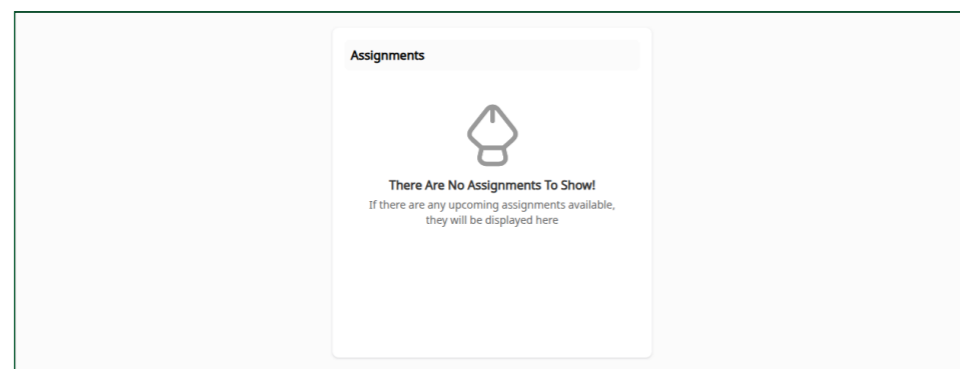 Assignments
There Are No Assignments To Show!
If there are any upcoming assignments available,
they will be displayed here